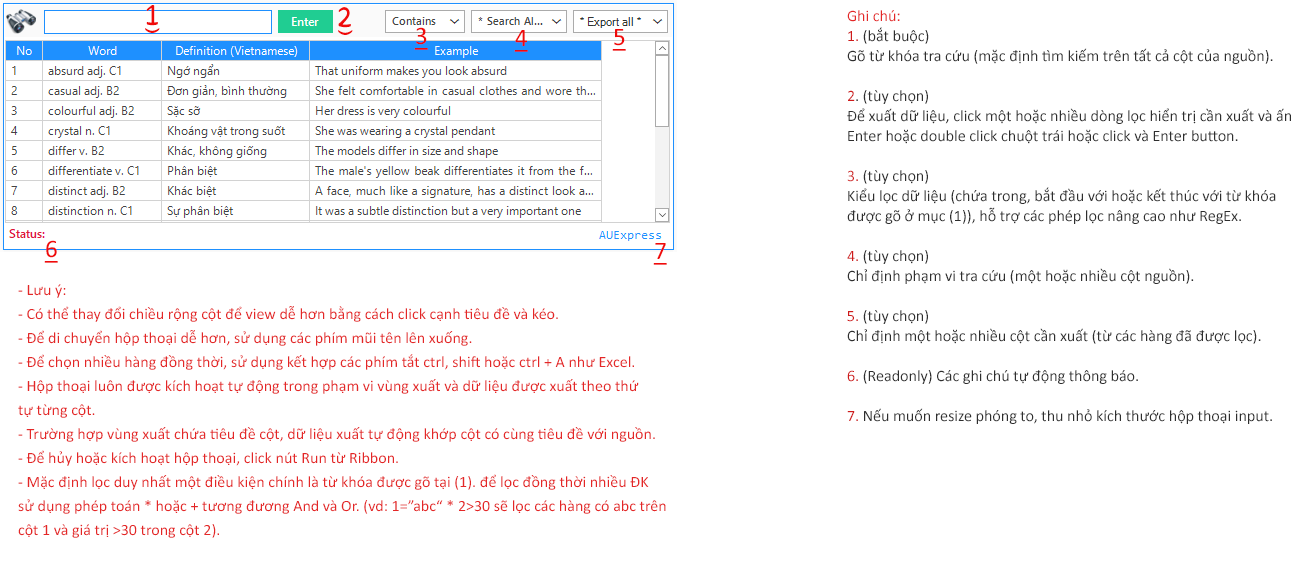 1
Enter
2
Contains
* Search Al...
* Export all *
3
4
5
No Word Definition (Vietnamese) Example
1 absurd adj. C1 Ngớ ngẩn That uniform makes you look absurd
2 casual adj. B2 Đơn giản, bình thường She felt comfortable in casual clothes and wore th...
3 colourful adj. B2 Sặc sỡ Her dress is very colourful
4 crystal n. C1 Khoáng vật trong suốt She was wearing a crystal pendant
5 differ v. B2 Khác, không giống The models differ in size and shape
6 differentiate v. C1 Phân biệt The male's yellow beak differentiates it from the f...
7 distinct adj. B2 Khác biệt A face, much like a signature, has a distinct look a...
8 distinction n. C1 Sự phân biệt It was a subtle distinction but a very important one
Status:
AUExpress
6
7
- Lưu ý:
- Có thể thay đổi chiều rộng cột để view dễ hơn bằng cách click cạnh tiêu đề và kéo.
- Để di chuyển hộp thoại dễ hơn, sử dụng các phím mũi tên lên xuống.
- Để chọn nhiều hàng đồng thời, sử dụng kết hợp các phím tắt ctrl, shift hoặc ctrl + A như Excel.
- Hộp thoại luôn được kích hoạt tự động trong phạm vi vùng xuất và dữ liệu được xuất theo thứ
tự từng cột.
- Trường hợp vùng xuất chứa tiêu đề cột, dữ liệu xuất tự động khớp cột có cùng tiêu đề với nguồn.
- Để hủy hoặc kích hoạt hộp thoại, click nút Run từ Ribbon.
- Mặc định lọc duy nhất một điều kiện chính là từ khóa được gõ tại (1). để lọc đồng thời nhiều ĐK
sử dụng phép toán * hoặc + tương đương And và Or. (vd: 1="abc" * 2>30 sẽ lọc các hàng có abc trên
cột 1 và giá trị >30 trong cột 2).
Ghi chú:
1. (bắt buộc)
Gõ từ khóa tra cứu (mặc định tìm kiếm trên tất cả cột của nguồn).
2. (tùy chọn)
Để xuất dữ liệu, click một hoặc nhiều dòng lọc hiển trị cần xuất và ấn
Enter hoặc double click chuột trái hoặc click và Enter button.
3. (tùy chọn)
Kiểu lọc dữ liệu (chứa trong, bắt đầu với hoặc kết thúc với từ khóa
được gõ ở mục (1)), hỗ trợ các phép lọc nâng cao như RegEx.
4. (tùy chọn)
Chỉ định phạm vi tra cứu (một hoặc nhiều cột nguồn).
5. (tùy chọn)
Chỉ định một hoặc nhiều cột cần xuất (từ các hàng đã được lọc).
6. (Readonly) Các ghi chú tự động thông báo.
7. Nếu muốn resize phóng to, thu nhỏ kích thước hộp thoại input.